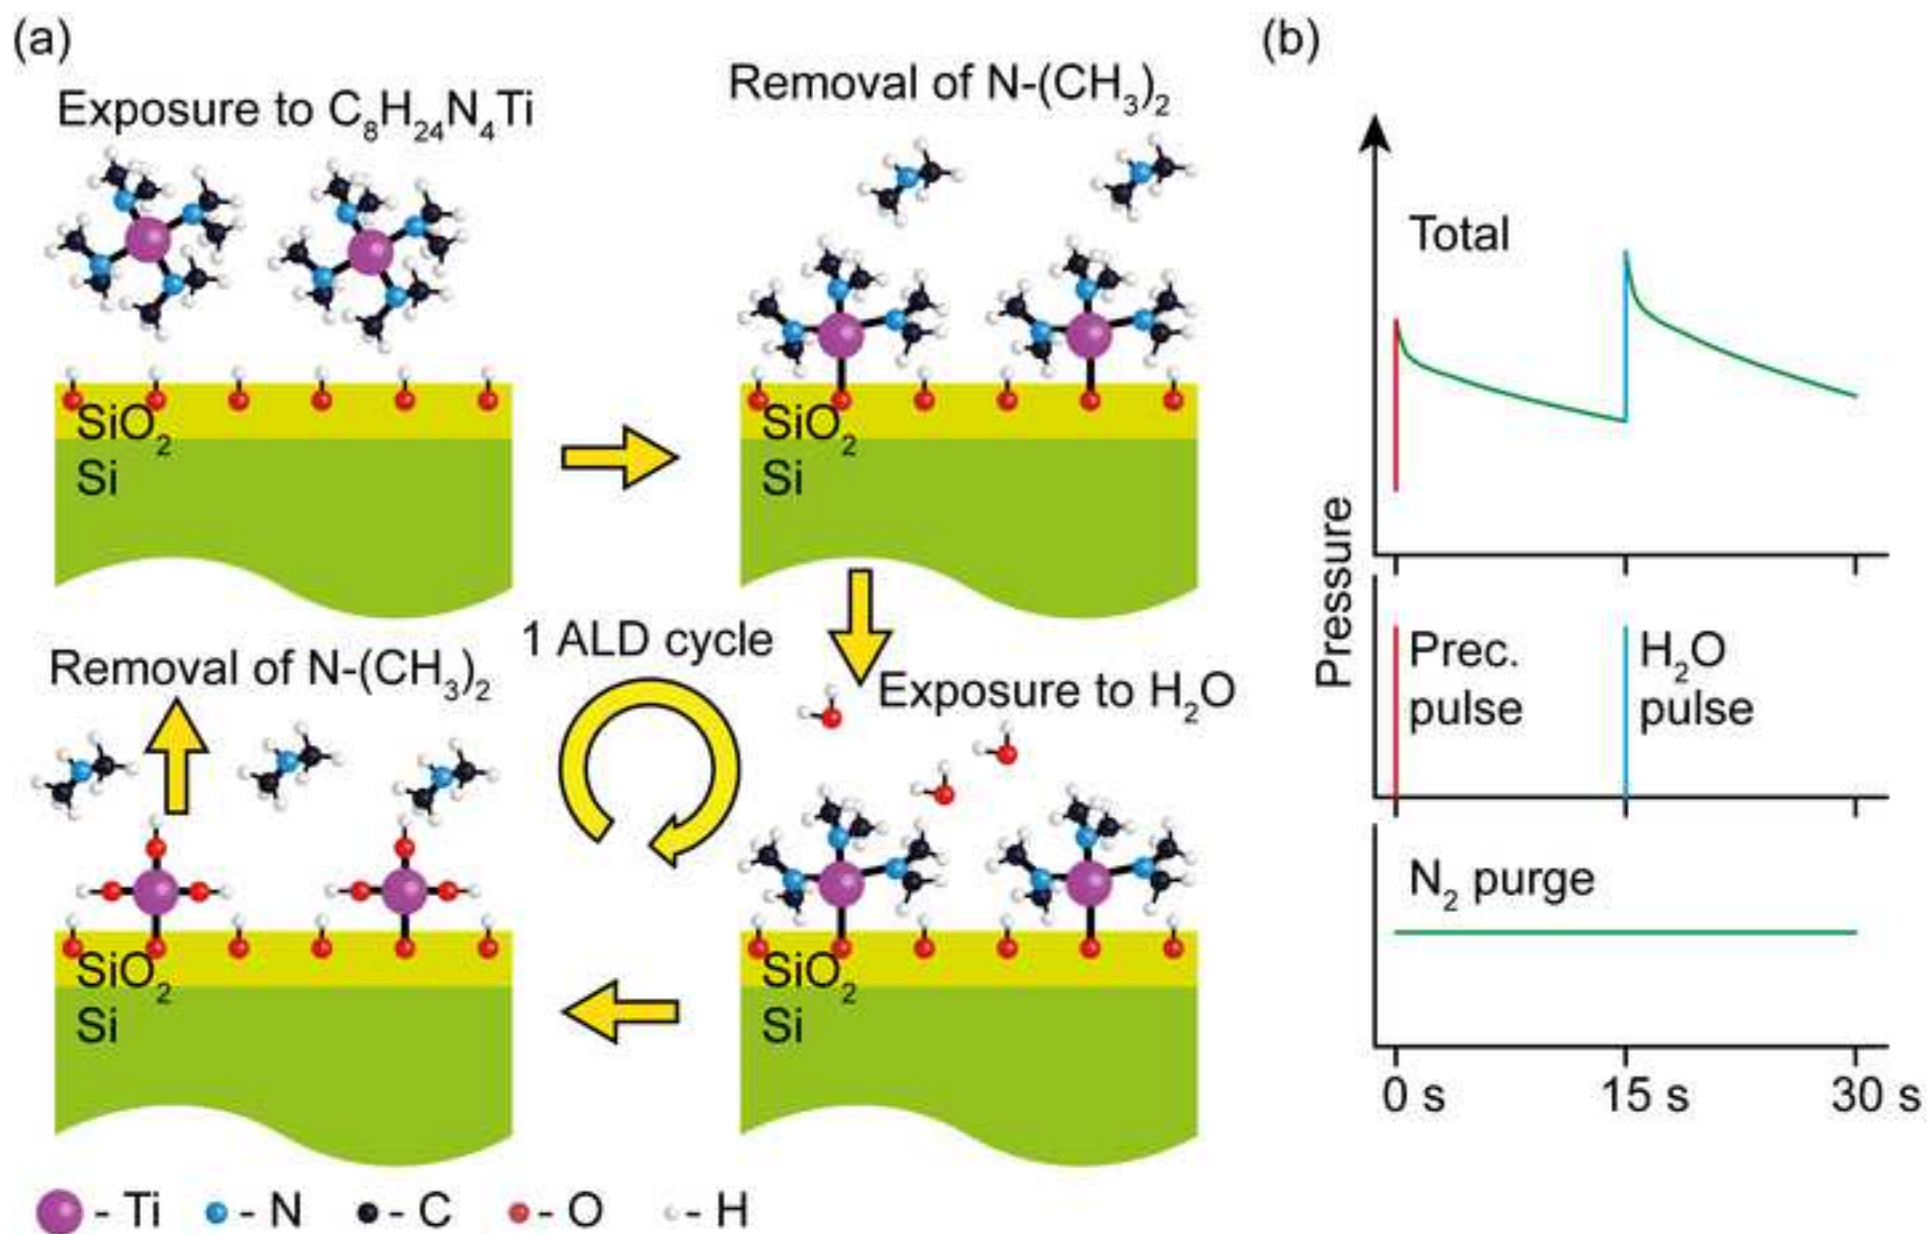 (a)
Exposure to C₈H₂₄N₄Ti
SiO₂
Si
Removal of N-(CH₃)₂
SiO₂
Si
1 ALD cycle
Exposure to H₂O
SiO₂
Si
Removal of N-(CH₃)₂
SiO₂
Si
- Ti - N - C - O - H
(b)
Pressure
Total
Prec.
pulse
H₂O
pulse
N₂ purge
0 s 15 s 30 s